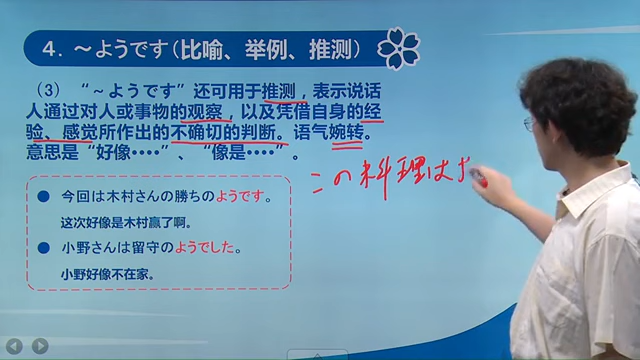 4．～ようです（比喻、举例、推测）
（3）“～ようです”还可用于推测，表示说话
人通过对人或事物的观察，以及凭借自身的经
验、感觉所作出的不确切的判断。语气婉转。
意思是“好像····”、“像是····”。
この料理は
● 今回は木村さんの勝ちのようです。
这次好像是木村赢了啊。
● 小野さんは留守のようでした。
小野好像不在家。